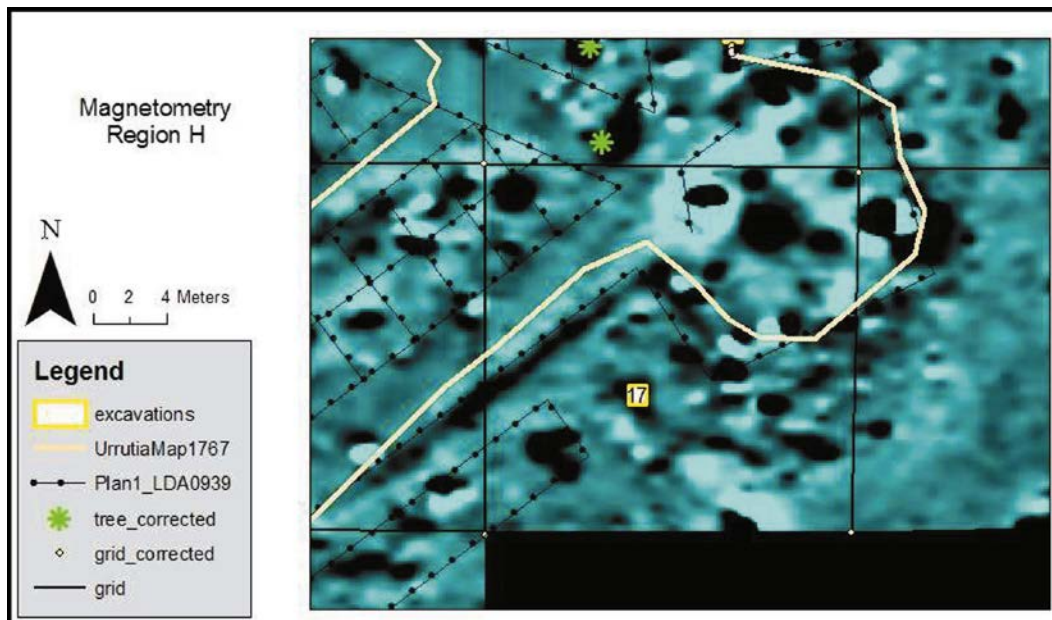 Magnetometry
Region H
N
0 2 4 Meters
Legend
excavations
UrrutiaMap1767
Plan1_LDA0939
tree_corrected
grid_corrected
grid
17